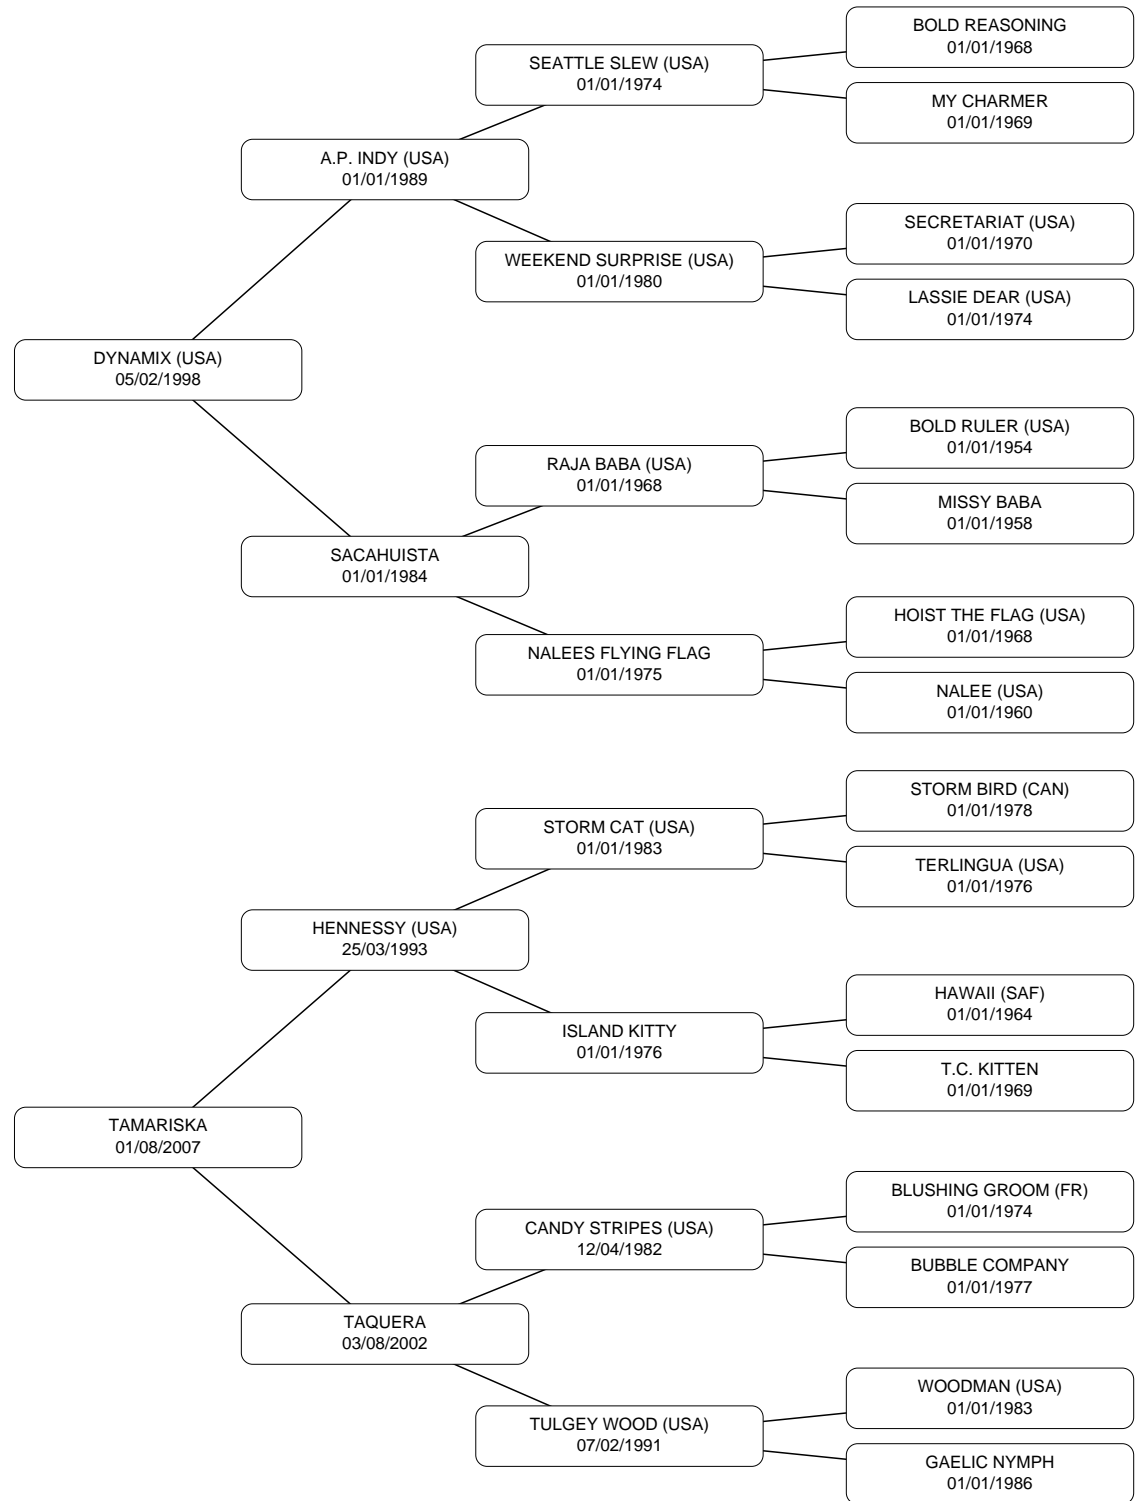 BOLD REASONING
01/01/1968
SEATTLE SLEW (USA)
01/01/1974
MY CHARMER
01/01/1969
A.P. INDY (USA)
01/01/1989
SECRETARIAT (USA)
01/01/1970
WEEKEND SURPRISE (USA)
01/01/1980
LASSIE DEAR (USA)
01/01/1974
DYNAMIX (USA)
05/02/1998
BOLD RULER (USA)
01/01/1954
RAJA BABA (USA)
01/01/1968
MISSY BABA
01/01/1958
SACAHUISTA
01/01/1984
HOIST THE FLAG (USA)
01/01/1968
NALEES FLYING FLAG
01/01/1975
NALEE (USA)
01/01/1960
STORM BIRD (CAN)
01/01/1978
STORM CAT (USA)
01/01/1983
TERLINGUA (USA)
01/01/1976
HENNESSY (USA)
25/03/1993
HAWAII (SAF)
01/01/1964
ISLAND KITTY
01/01/1976
T.C. KITTEN
01/01/1969
TAMARISKA
01/08/2007
BLUSHING GROOM (FR)
01/01/1974
CANDY STRIPES (USA)
12/04/1982
BUBBLE COMPANY
01/01/1977
TAQUERA
03/08/2002
WOODMAN (USA)
01/01/1983
TULGEY WOOD (USA)
07/02/1991
GAELIC NYMPH
01/01/1986